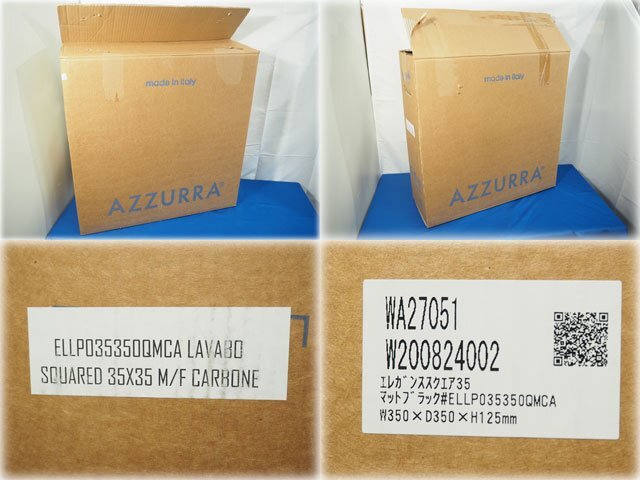 made in italy
AZZURRA
made in italy
AZZURRA
ELLP035350QMCA LAVABO
SQUARED 35X35 M/F CARBONE
WA27051
W200824002
エレガンススクエア35
マットブラック#ELLP035350QMCA
W350×D350×H125mm